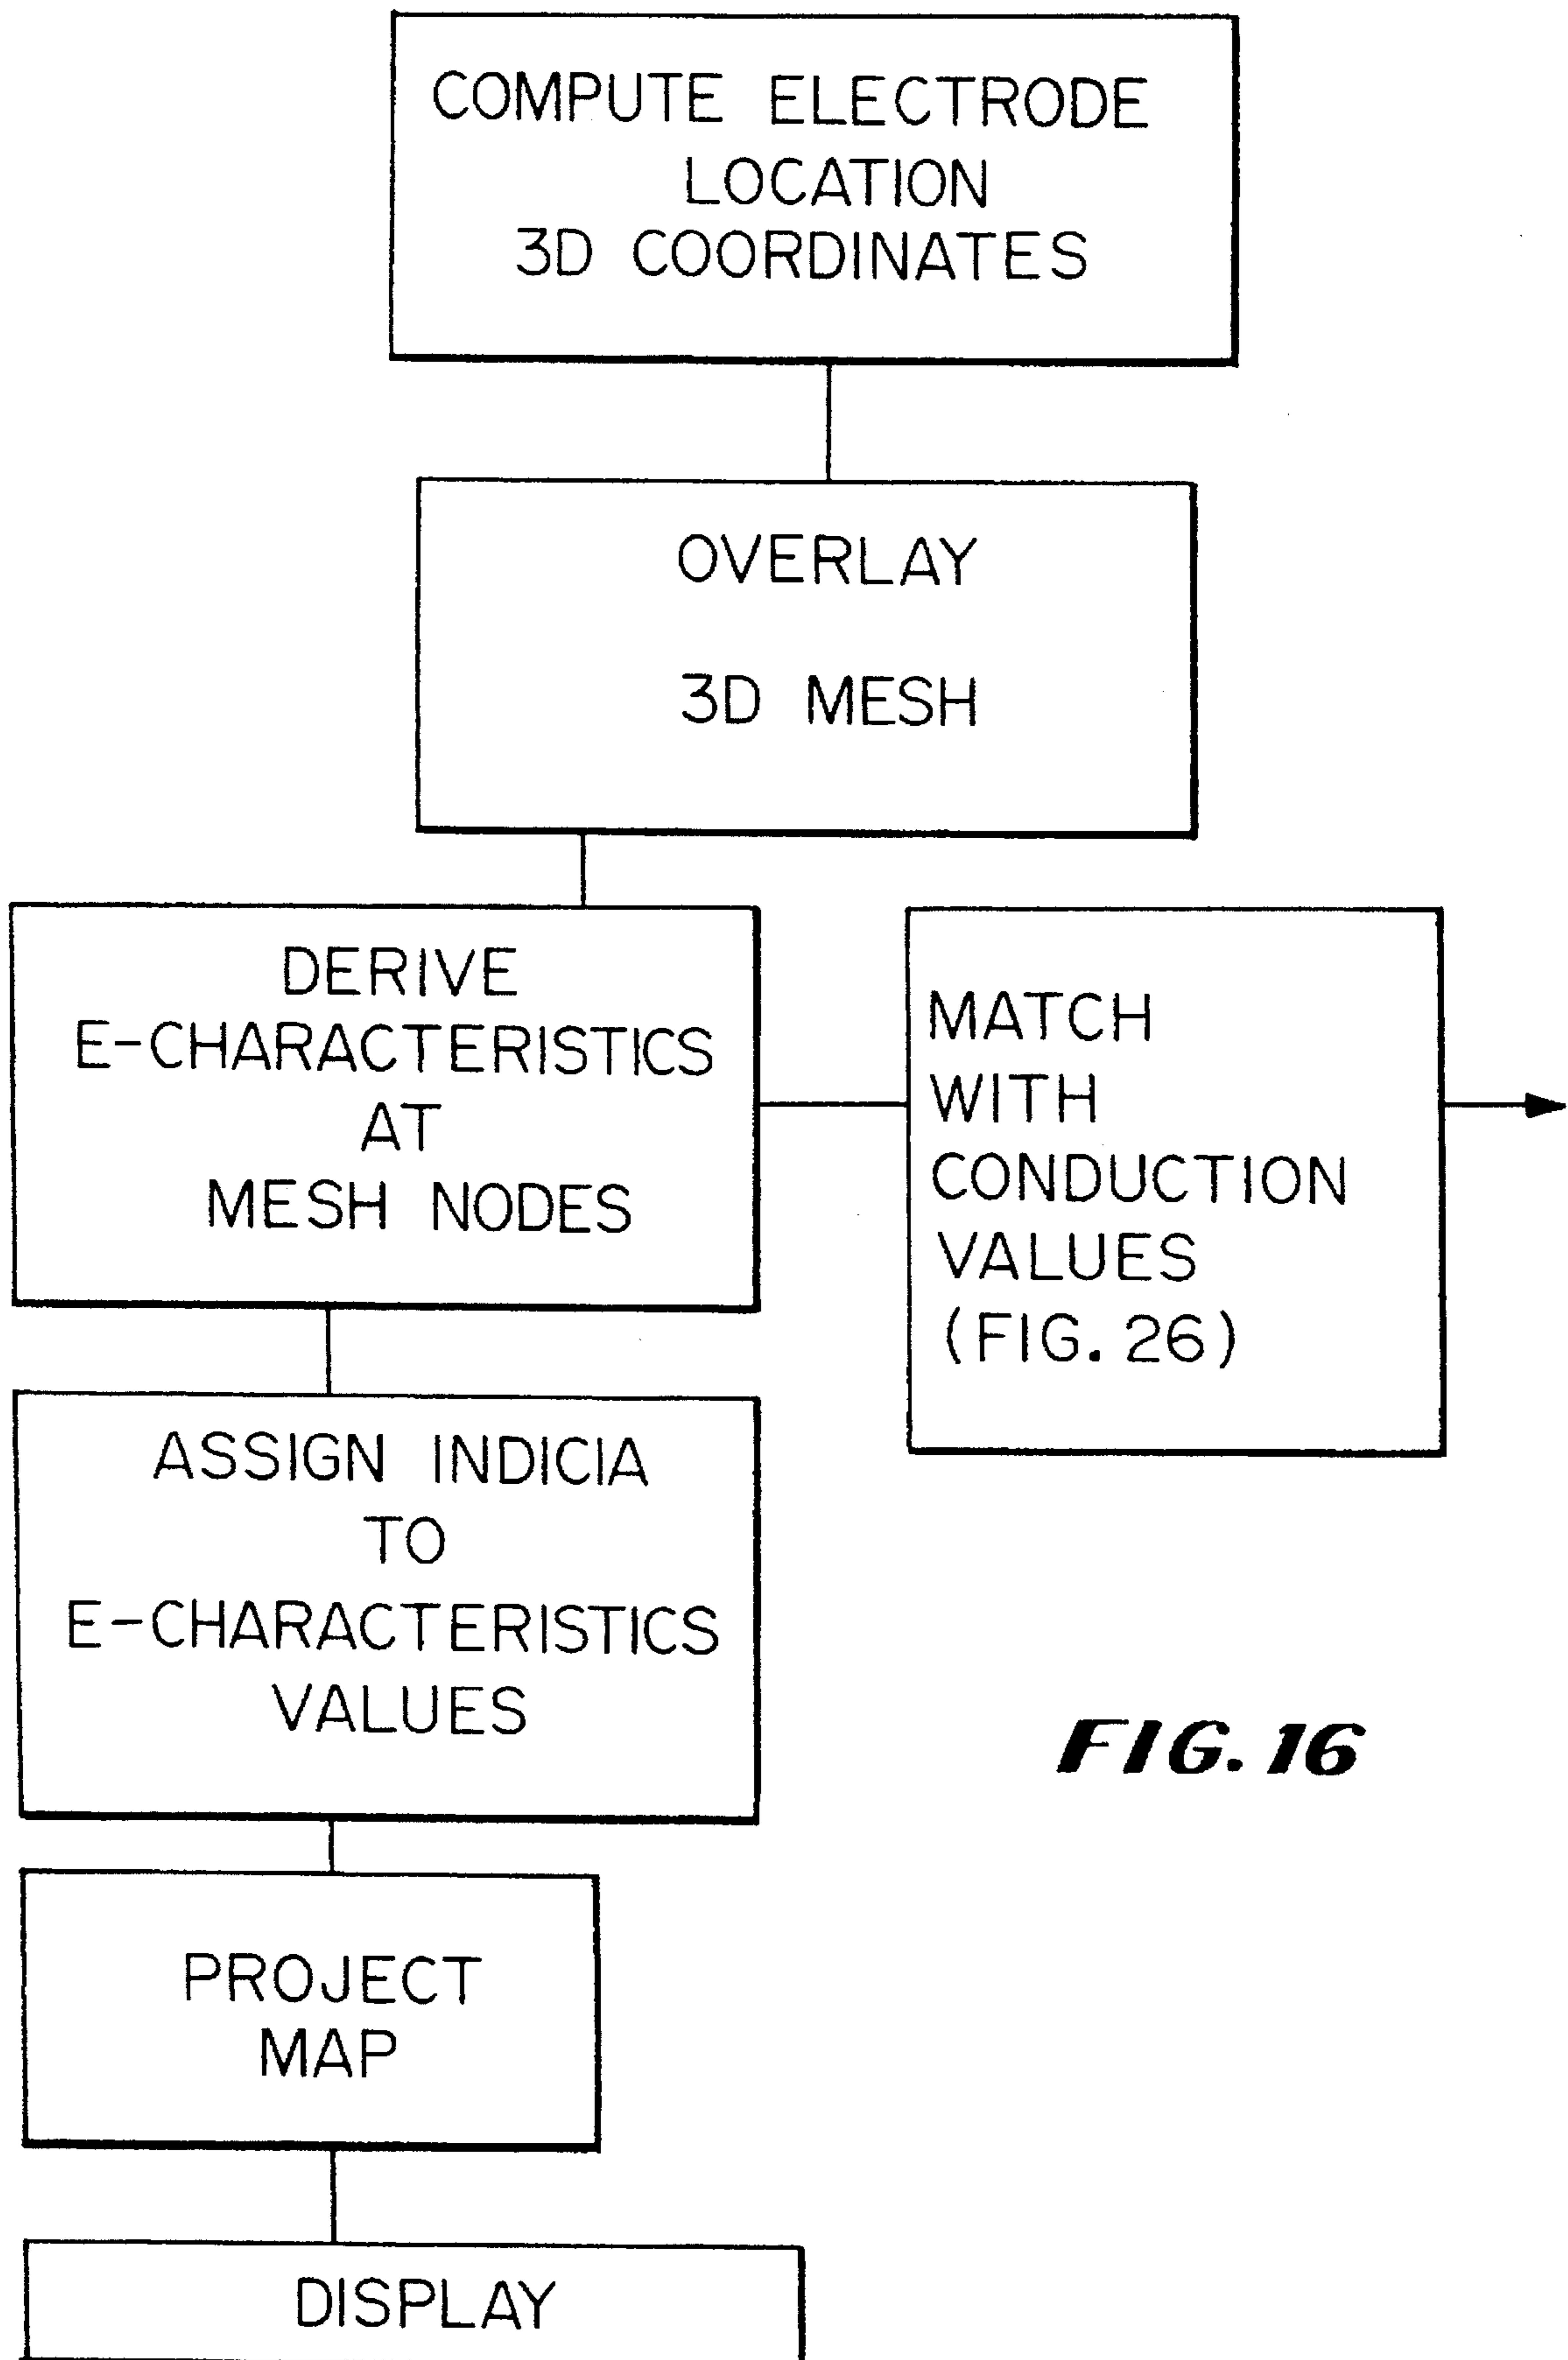 COMPUTE ELECTRODE
LOCATION
3D COORDINATES
OVERLAY
3D MESH
DERIVE
E-CHARACTERISTICS
AT
MESH NODES
MATCH
WITH
CONDUCTION
VALUES
(FIG. 26)
ASSIGN INDICIA
TO
E-CHARACTERISTICS
VALUES
FIG. 16
PROJECT
MAP
DISPLAY